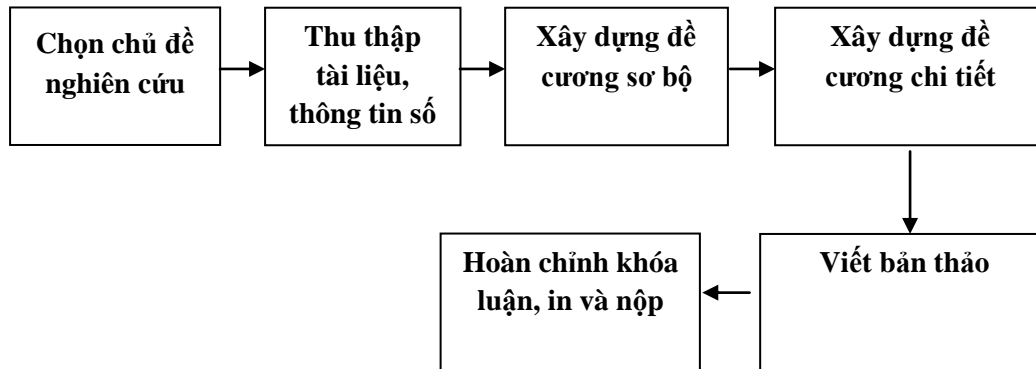 Chọn chủ đề
nghiên cứu
Thu thập
tài liệu,
thông tin số
Xây dựng đề
cương sơ bộ
Xây dựng đề
cương chi tiết
Viết bản thảo
Hoàn chỉnh khóa
luận, in và nộp